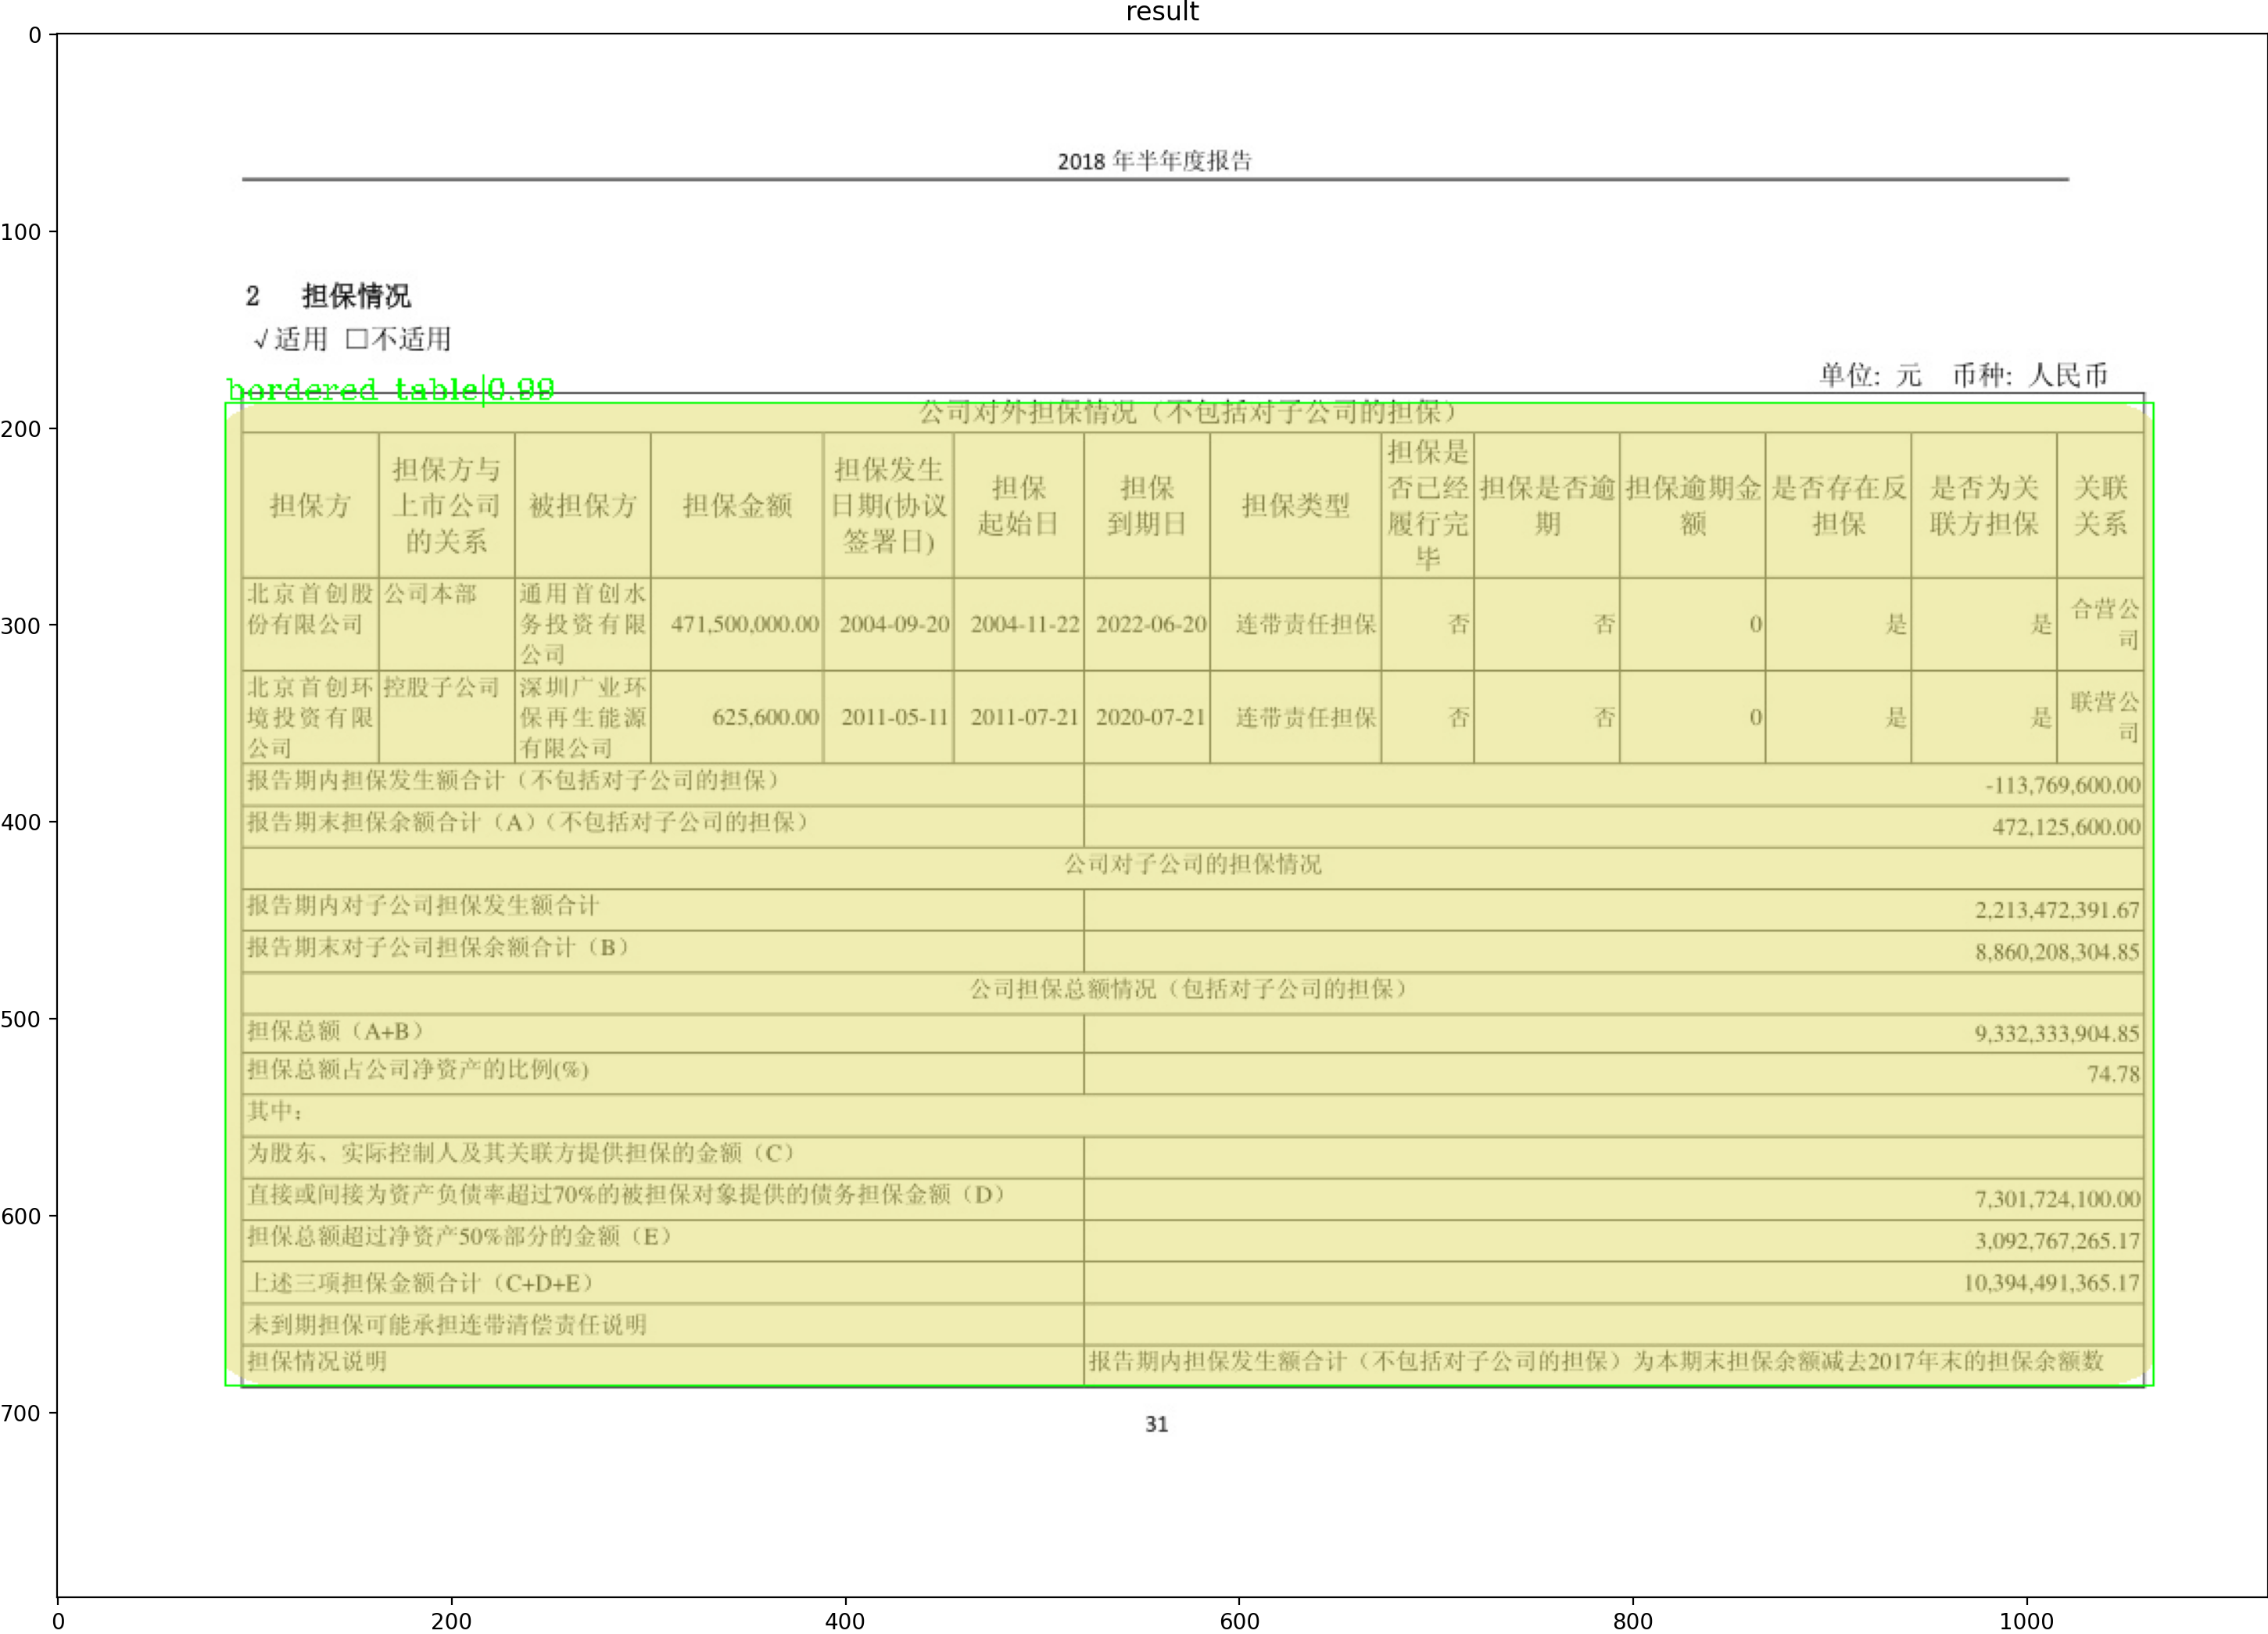 result
2018 年半年度报告
2 担保情况
√适用 □不适用
单位: 元 币种: 人民币
bordered table|0.99
公司对外担保情况（不包括对子公司的担保）
担保方 担保方与上市公司的关系 被担保方 担保金额 担保发生日期(协议签署日) 担保起始日 担保到期日 担保类型 担保是否已经履行完毕 担保是否逾期 担保逾期金额 是否存在反担保 是否为关联方担保 关联关系
北京首创股份有限公司 公司本部 通用首创水务投资有限公司 471,500,000.00 2004-09-20 2004-11-22 2022-06-20 连带责任担保 否 否 0 是 是 合营公司
北京首创环境投资有限公司 控股子公司 深圳广业环保再生能源有限公司 625,600.00 2011-05-11 2011-07-21 2020-07-21 连带责任担保 否 否 0 是 是 联营公司
报告期内担保发生额合计（不包括对子公司的担保） -113,769,600.00
报告期末担保余额合计（A）（不包括对子公司的担保） 472,125,600.00
公司对子公司的担保情况
报告期内对子公司担保发生额合计 2,213,472,391.67
报告期末对子公司担保余额合计（B） 8,860,208,304.85
公司担保总额情况（包括对子公司的担保）
担保总额（A+B） 9,332,333,904.85
担保总额占公司净资产的比例(%) 74.78
其中：
为股东、实际控制人及其关联方提供担保的金额（C）
直接或间接为资产负债率超过70%的被担保对象提供的债务担保金额（D） 7,301,724,100.00
担保总额超过净资产50%部分的金额（E） 3,092,767,265.17
上述三项担保金额合计（C+D+E） 10,394,491,365.17
未到期担保可能承担连带清偿责任说明
担保情况说明 报告期内担保发生额合计（不包括对子公司的担保）为本期末担保余额减去2017年末的担保余额数
31
0
100
200
300
400
500
600
700
0 200 400 600 800 1000